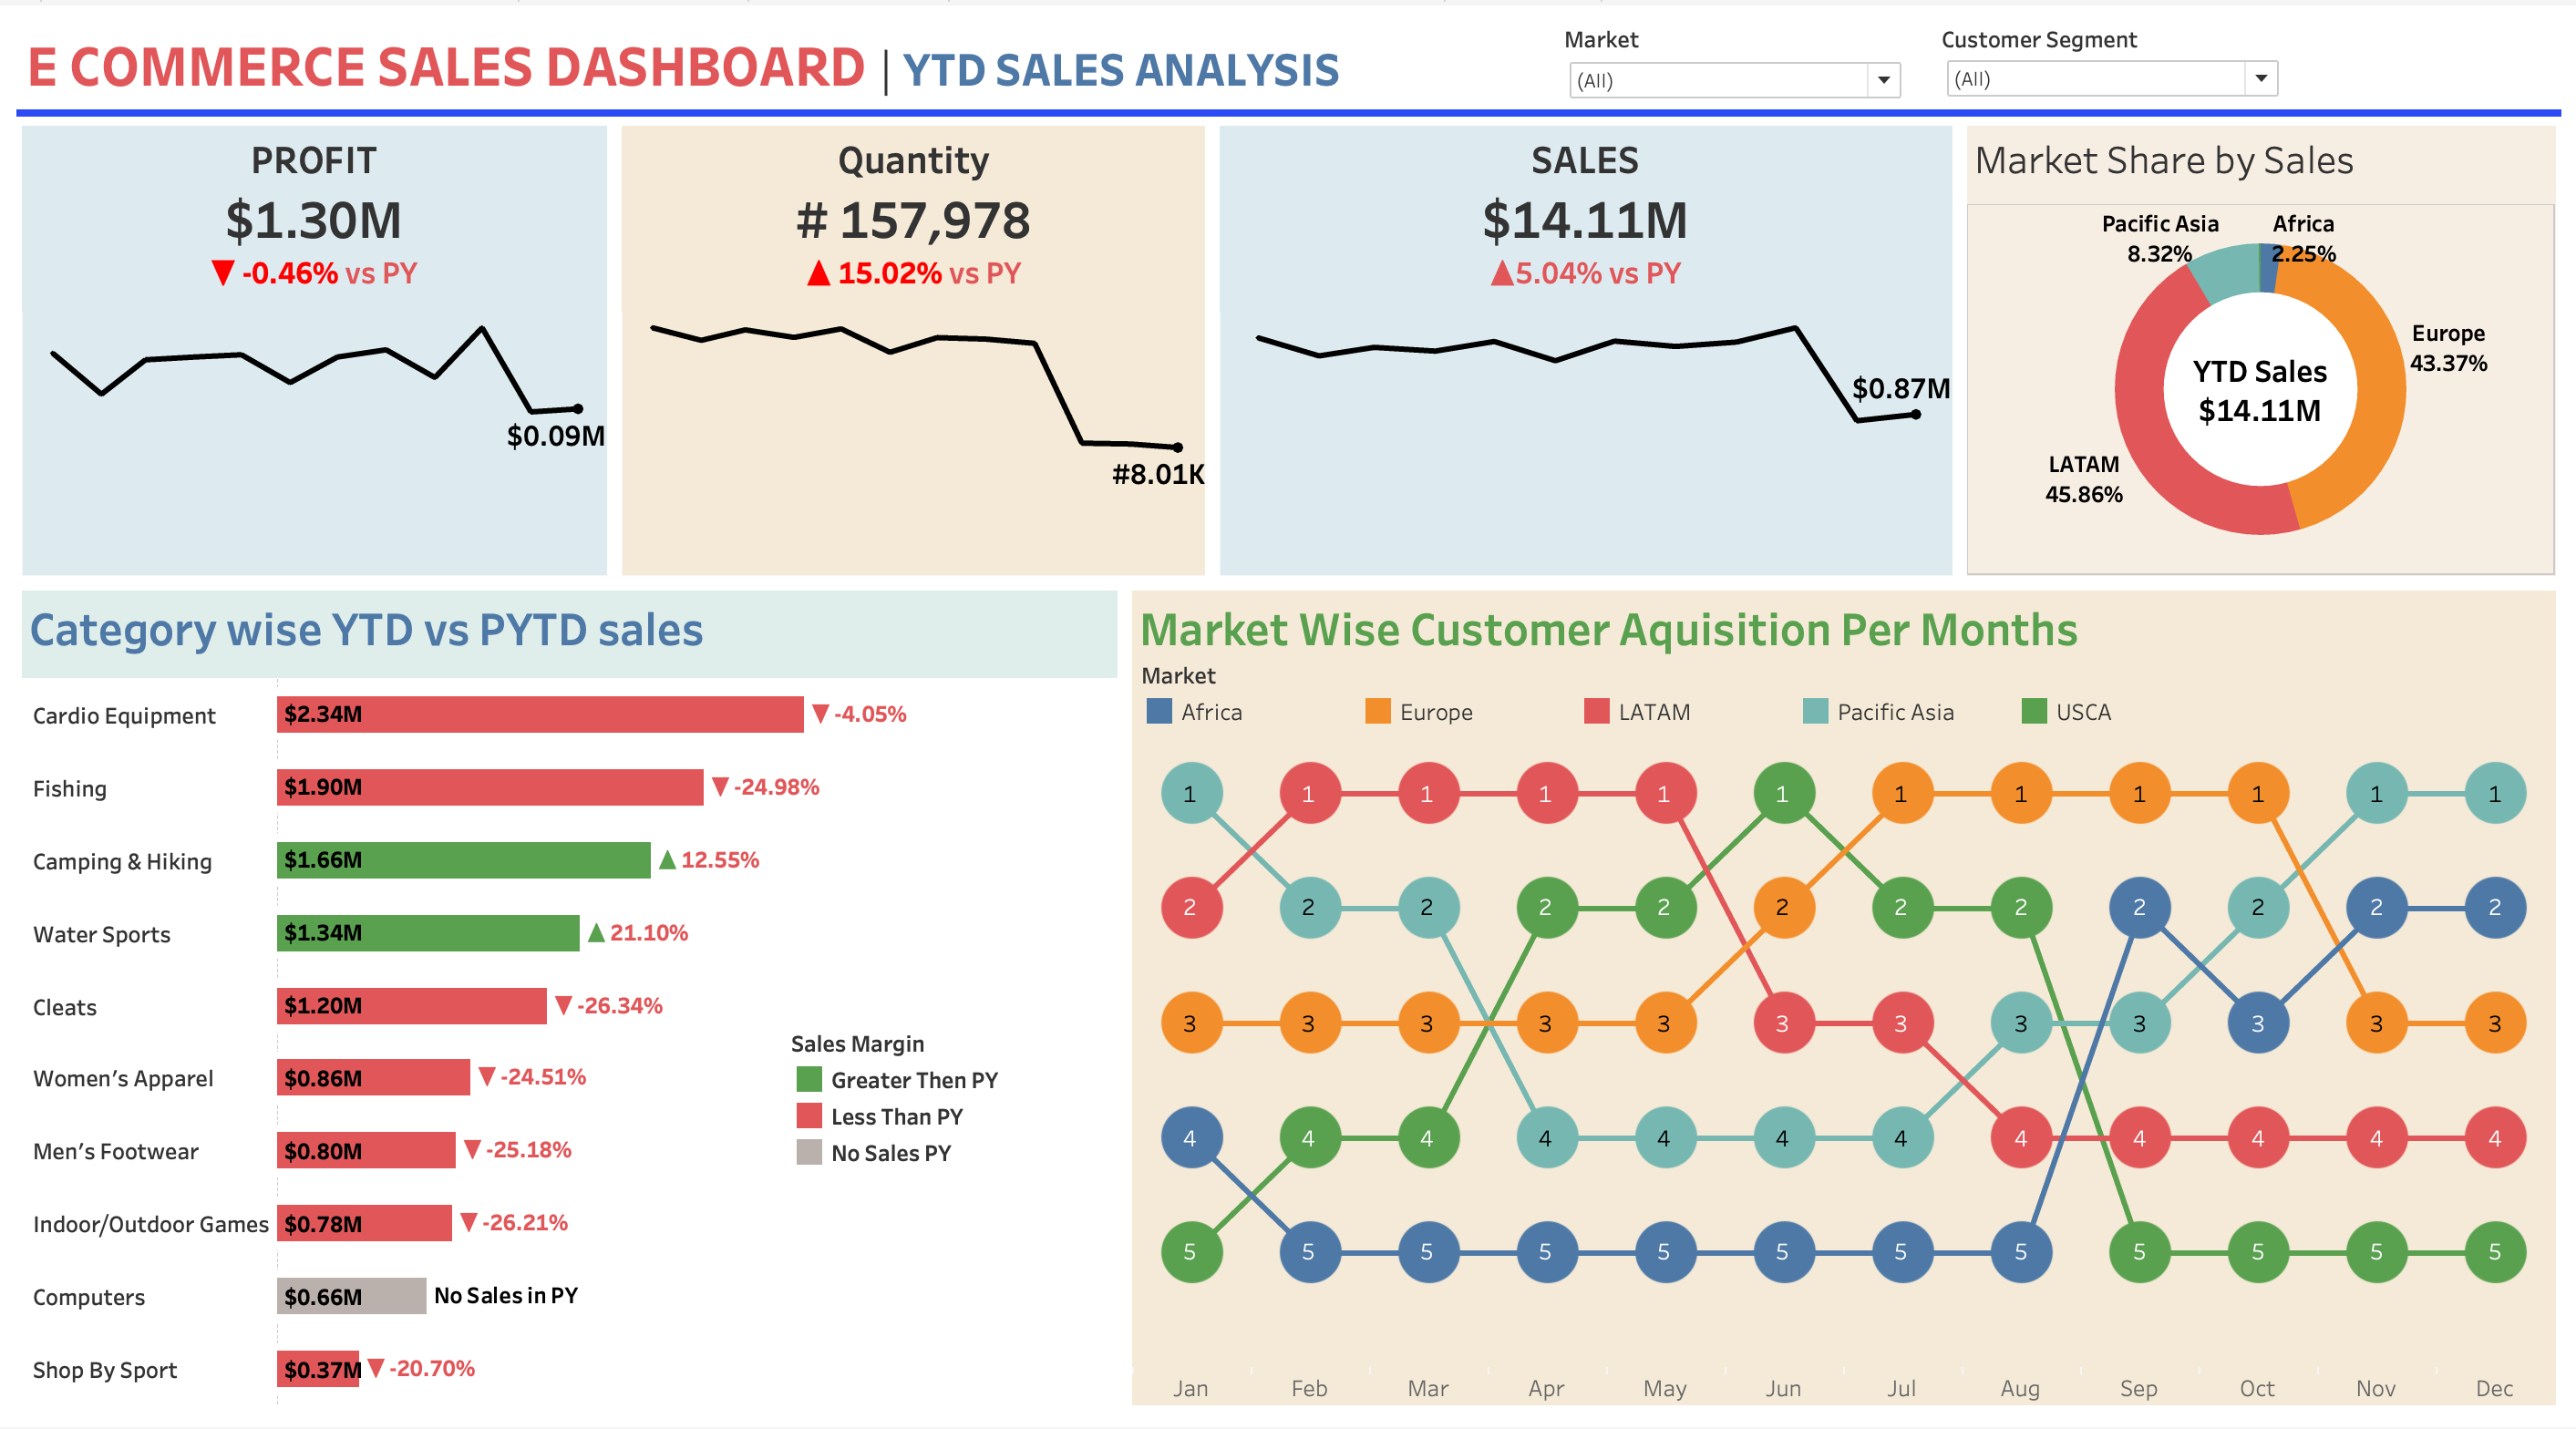 E COMMERCE SALES DASHBOARD | YTD SALES ANALYSIS
Market
(All)
Customer Segment
(All)
PROFIT
$1.30M
▼ -0.46% vs PY
$0.09M
Quantity
# 157,978
▲ 15.02% vs PY
#8.01K
SALES
$14.11M
▲5.04% vs PY
$0.87M
Market Share by Sales
Pacific Asia
8.32%
Africa
2.25%
Europe
43.37%
YTD Sales
$14.11M
LATAM
45.86%
Category wise YTD vs PYTD sales
Cardio Equipment $2.34M ▼ -4.05%
Fishing $1.90M ▼ -24.98%
Camping & Hiking $1.66M ▲ 12.55%
Water Sports $1.34M ▲ 21.10%
Cleats $1.20M ▼ -26.34%
Women's Apparel $0.86M ▼ -24.51%
Men's Footwear $0.80M ▼ -25.18%
Indoor/Outdoor Games $0.78M ▼ -26.21%
Computers $0.66M No Sales in PY
Shop By Sport $0.37M ▼ -20.70%
Sales Margin
Greater Then PY
Less Than PY
No Sales PY
Market Wise Customer Aquisition Per Months
Market
Africa Europe LATAM Pacific Asia USCA
1 1 1 1 1 1 1 1 1 1 1 1
2 2 2 2 2 2 2 2 2 2 2 2
3 3 3 3 3 3 3 3 3 3 3 3
4 4 4 4 4 4 4 4 4 4 4 4
5 5 5 5 5 5 5 5 5 5 5 5
Jan Feb Mar Apr May Jun Jul Aug Sep Oct Nov Dec